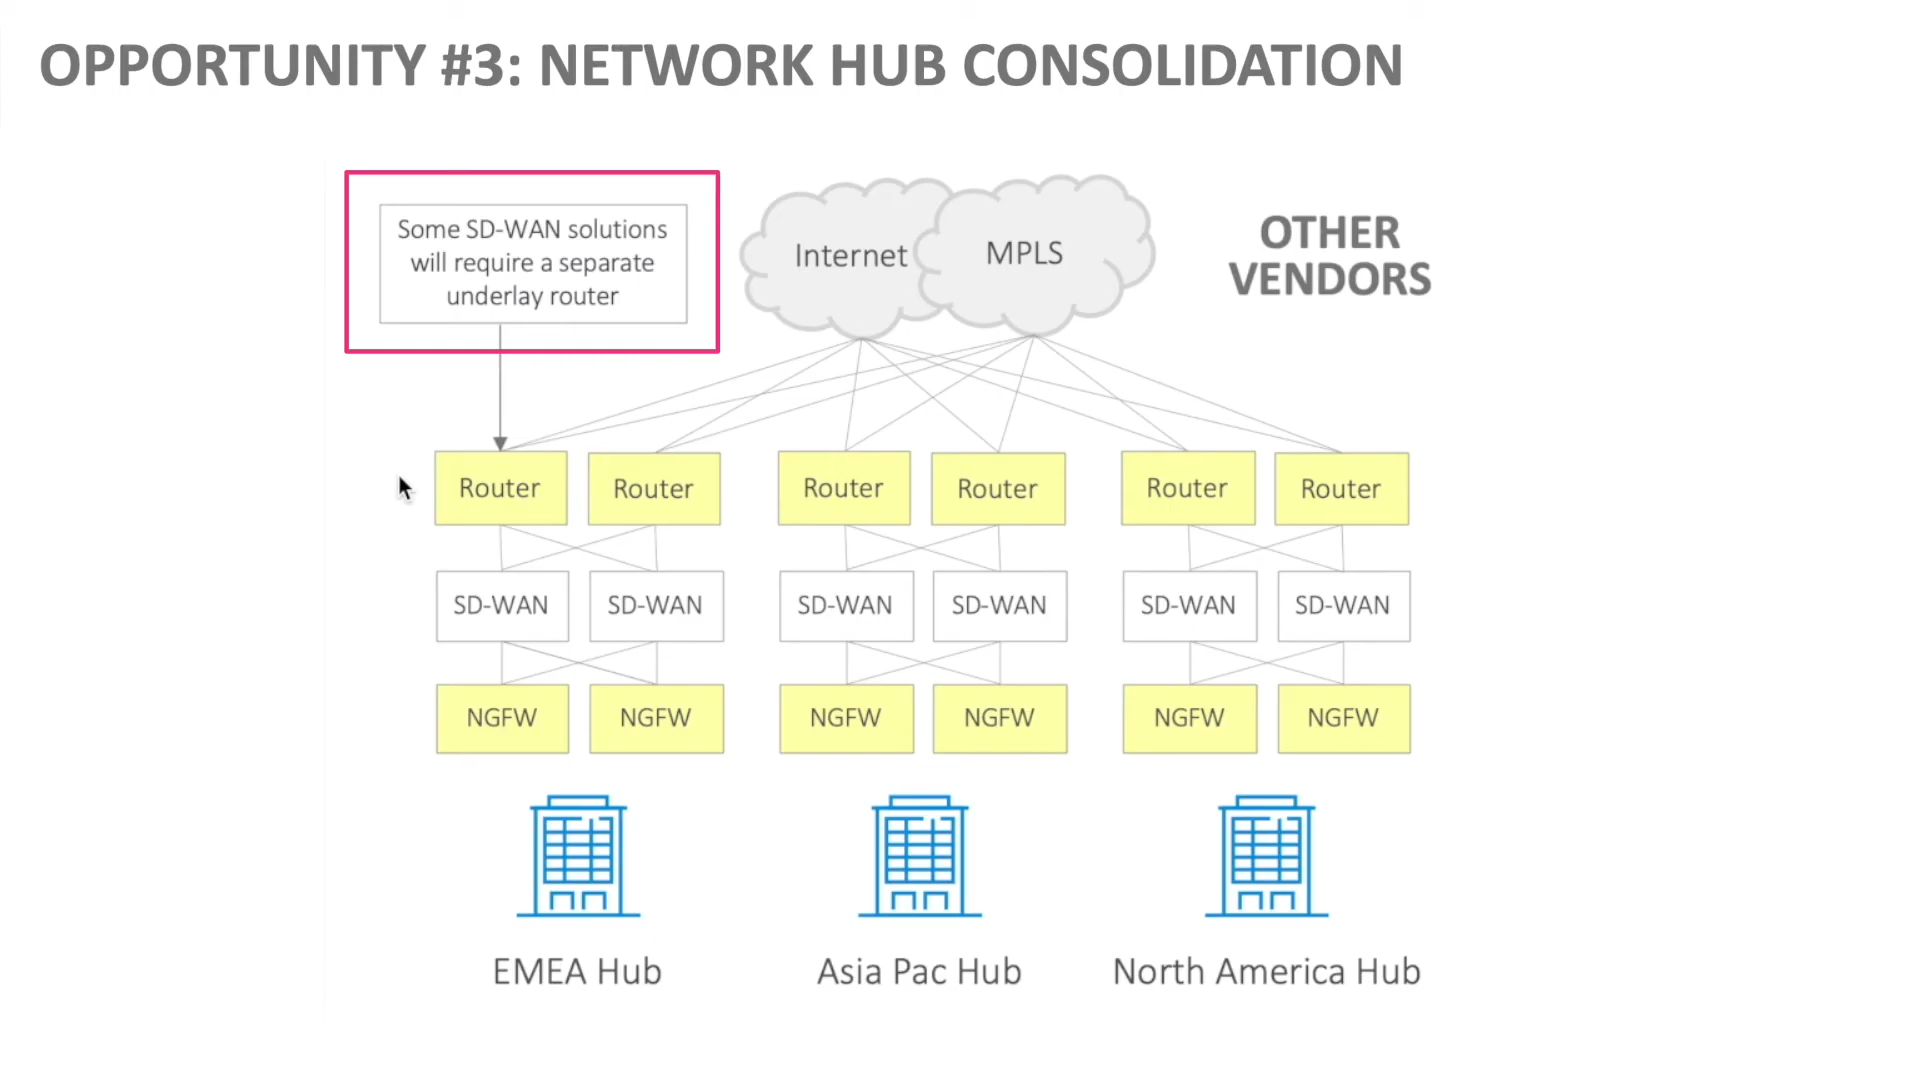 OPPORTUNITY #3: NETWORK HUB CONSOLIDATION
Some SD-WAN solutions
will require a separate
underlay router
Internet
MPLS
OTHER
VENDORS
Router
Router
Router
Router
Router
Router
SD-WAN
SD-WAN
SD-WAN
SD-WAN
SD-WAN
SD-WAN
NGFW
NGFW
NGFW
NGFW
NGFW
NGFW
EMEA Hub
Asia Pac Hub
North America Hub